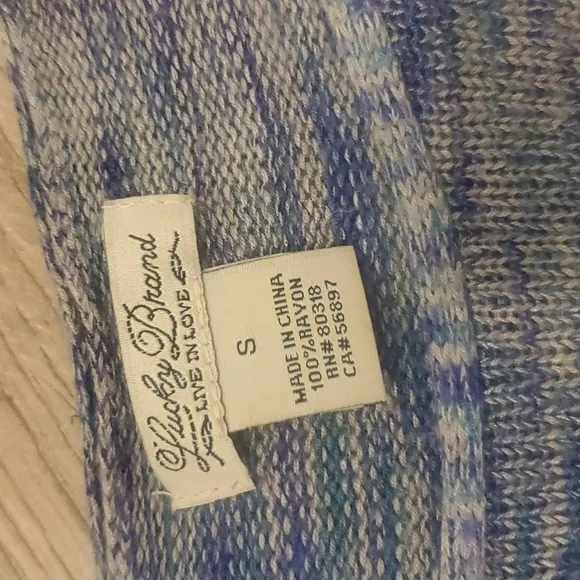 Lucky Brand
LIVE IN LOVE
S
MADE IN CHINA
100% RAYON
RN# 80318
CA#56897